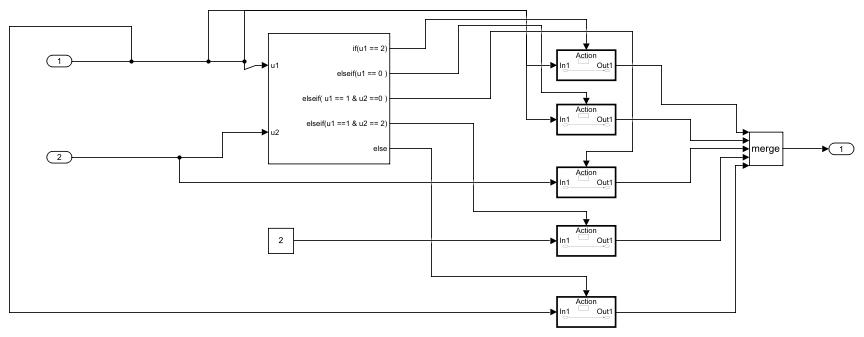 if(u1 == 2)
Action
1
u1
elseif(u1 == 0 )
In1
Out1
elseif( u1 == 1 & u2 ==0 )
Action
elseif(u1 ==1 & u2 == 2)
In1
Out1
u2
else
merge
1
2
Action
In1
Out1
Action
2
In1
Out1
Action
In1
Out1